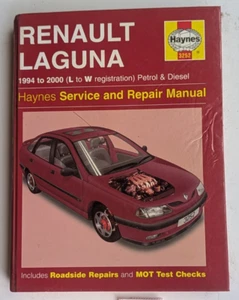 RENAULT
LAGUNA
Haynes
3252
1994 to 2000 (L to W registration) Petrol & Diesel
Haynes Service and Repair Manual
Includes Roadside Repairs and MOT Test Checks